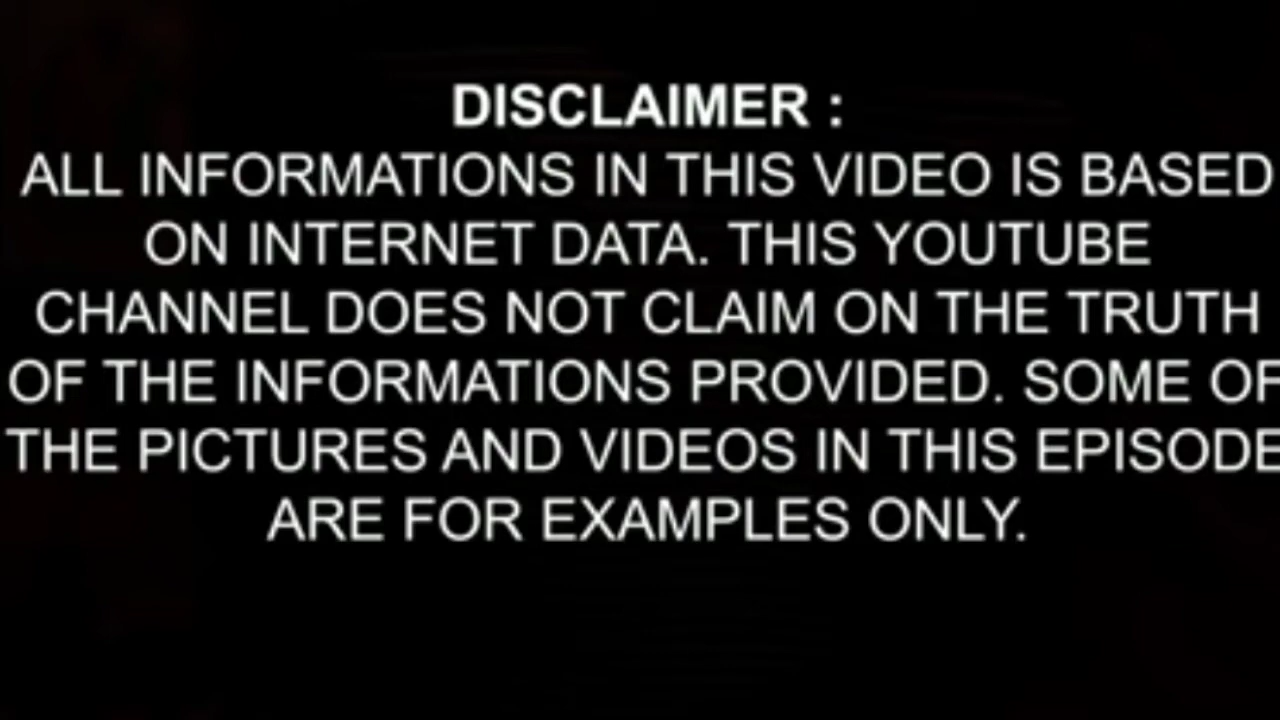 DISCLAIMER :
ALL INFORMATIONS IN THIS VIDEO IS BASED
ON INTERNET DATA. THIS YOUTUBE
CHANNEL DOES NOT CLAIM ON THE TRUTH
OF THE INFORMATIONS PROVIDED. SOME OF
THE PICTURES AND VIDEOS IN THIS EPISODE
ARE FOR EXAMPLES ONLY.